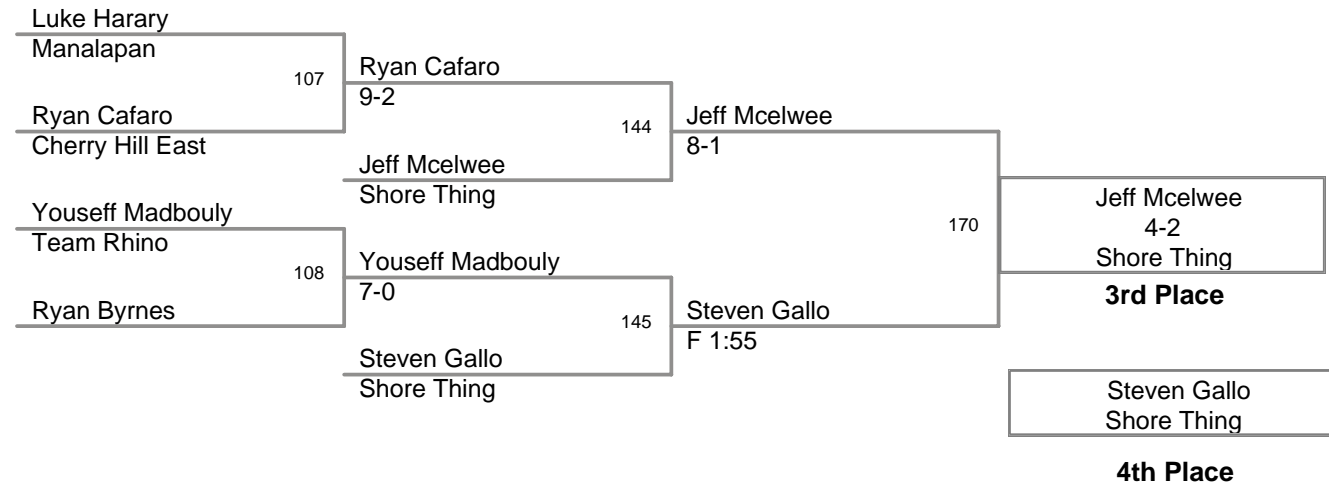 Luke Harary
Manalapan
107
Ryan Cafaro
9-2
Ryan Cafaro
Cherry Hill East
144
Jeff Mcelwee
8-1
Jeff Mcelwee
Shore Thing
Youseff Madbouly
Team Rhino
108
Youseff Madbouly
7-0
Ryan Byrnes
145
Steven Gallo
F 1:55
Steven Gallo
Shore Thing
170
Jeff Mcelwee
4-2
Shore Thing
3rd Place
Steven Gallo
Shore Thing
4th Place